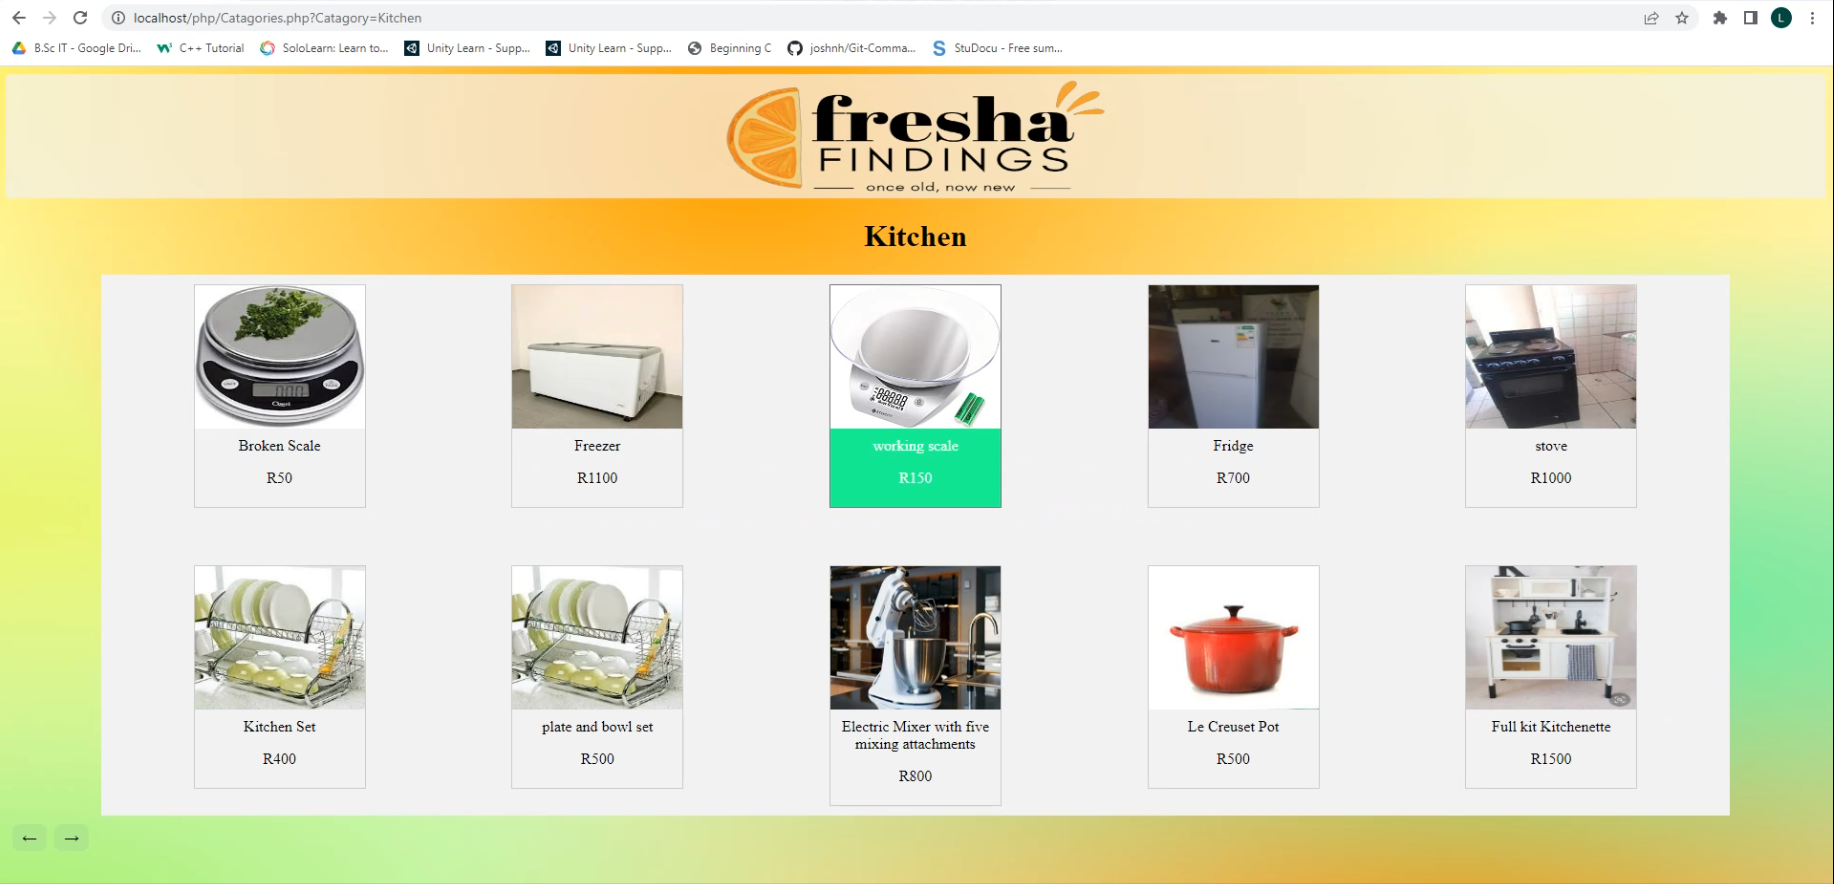 localhost/php/Catagories.php?Catagory=Kitchen
L
B.Sc IT - Google Dri...
C++ Tutorial
SoloLearn: Learn to...
Unity Learn - Supp...
Unity Learn - Supp...
Beginning C
joshnh/Git-Comma...
StuDocu - Free sum...
fresha
FINDINGS
once old, now new
Kitchen
Broken Scale
R50
Freezer
R1100
working scale
R150
Fridge
R700
stove
R1000
Kitchen Set
R400
plate and bowl set
R500
Electric Mixer with five
mixing attachments
R800
Le Creuset Pot
R500
Full kit Kitchenette
R1500
← →